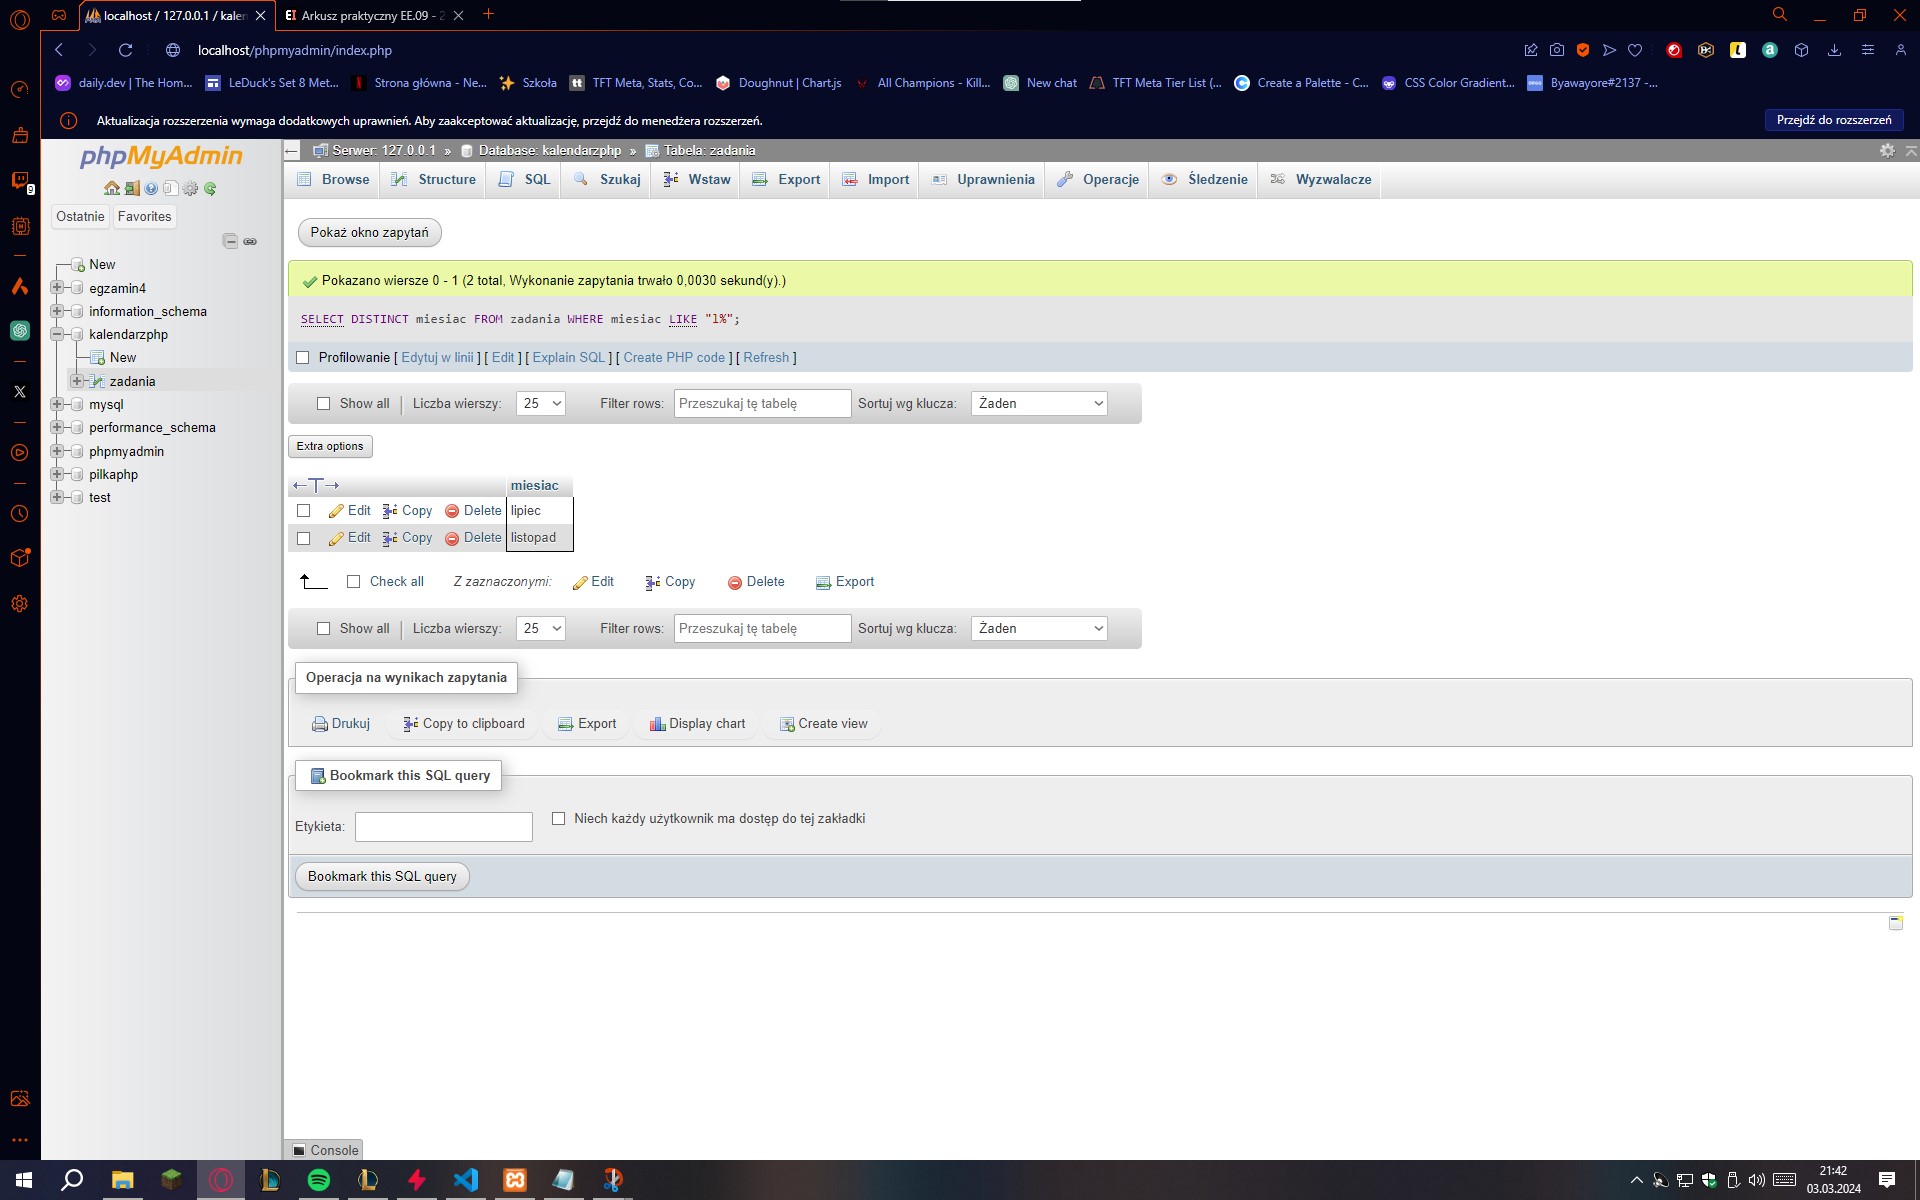 localhost / 127.0.0.1 / kalen
Arkusz praktyczny EE.09 - 2
localhost/phpmyadmin/index.php
daily.dev | The Hom...
LeDuck's Set 8 Met...
Strona główna - Ne...
Szkoła
TFT Meta, Stats, Co...
Doughnut | Chart.js
All Champions - Kill...
New chat
TFT Meta Tier List (...
Create a Palette - C...
CSS Color Gradient...
Byawayore#2137 -...
Aktualizacja rozszerzenia wymaga dodatkowych uprawnień. Aby zaakceptować aktualizację, przejdź do menedżera rozszerzeń.
Przejdź do rozszerzeń
phpMyAdmin
Ostatnie
Favorites
New
egzamin4
information_schema
kalendarzphp
New
zadania
mysql
performance_schema
phpmyadmin
pilkaphp
test
Serwer: 127.0.0.1 » Database: kalendarzphp » Tabela: zadania
Browse
Structure
SQL
Szukaj
Wstaw
Export
Import
Uprawnienia
Operacje
Śledzenie
Wyzwalacze
Pokaż okno zapytań
Pokazano wiersze 0 - 1 (2 total, Wykonanie zapytania trwało 0,0030 sekund(y).)
SELECT DISTINCT miesiac FROM zadania WHERE miesiac LIKE "l%";
Profilowanie [ Edytuj w linii ] [ Edit ] [ Explain SQL ] [ Create PHP code ] [ Refresh ]
Show all
Liczba wierszy:
25
Filter rows:
Przeszukaj tę tabelę
Sortuj wg klucza:
Żaden
Extra options
←T→
miesiac
Edit
Copy
Delete
lipiec
Edit
Copy
Delete
listopad
Check all
Z zaznaczonymi:
Edit
Copy
Delete
Export
Show all
Liczba wierszy:
25
Filter rows:
Przeszukaj tę tabelę
Sortuj wg klucza:
Żaden
Operacja na wynikach zapytania
Drukuj
Copy to clipboard
Export
Display chart
Create view
Bookmark this SQL query
Etykieta:
Niech każdy użytkownik ma dostęp do tej zakładki
Bookmark this SQL query
Console
21:42
03.03.2024